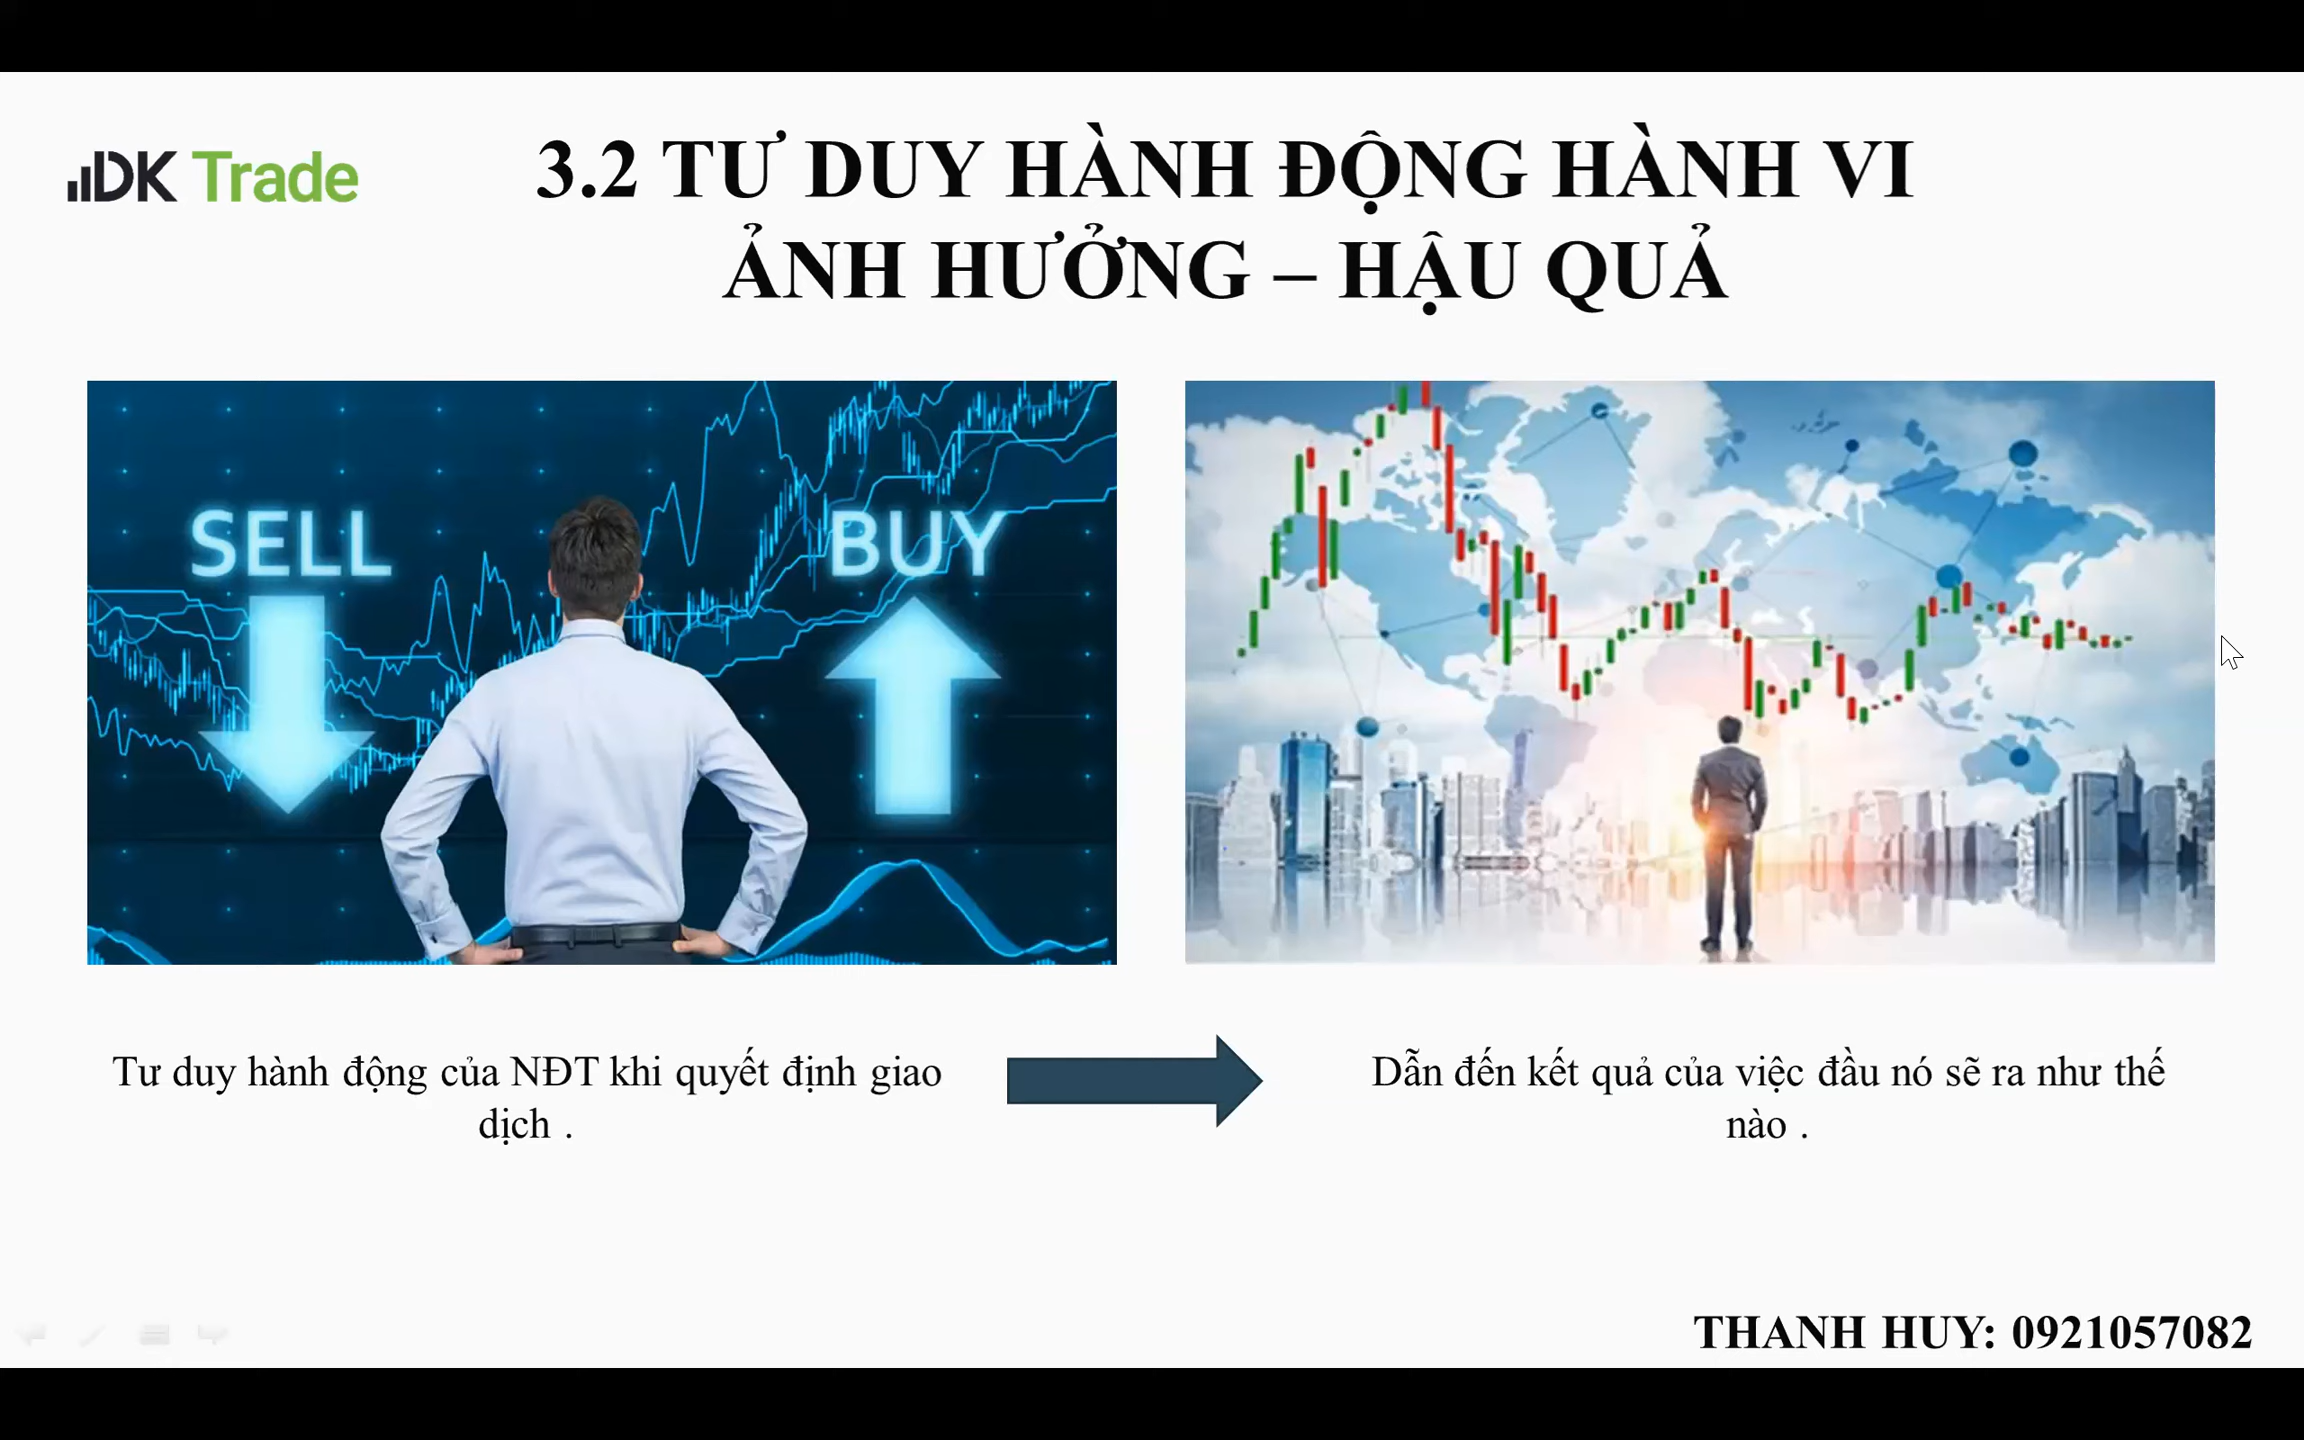 DK Trade
3.2 TƯ DUY HÀNH ĐỘNG HÀNH VI
ẢNH HƯỞNG – HẬU QUẢ
SELL
BUY
Tư duy hành động của NĐT khi quyết định giao
dịch .
Dẫn đến kết quả của việc đầu nó sẽ ra như thế
nào .
THANH HUY: 0921057082